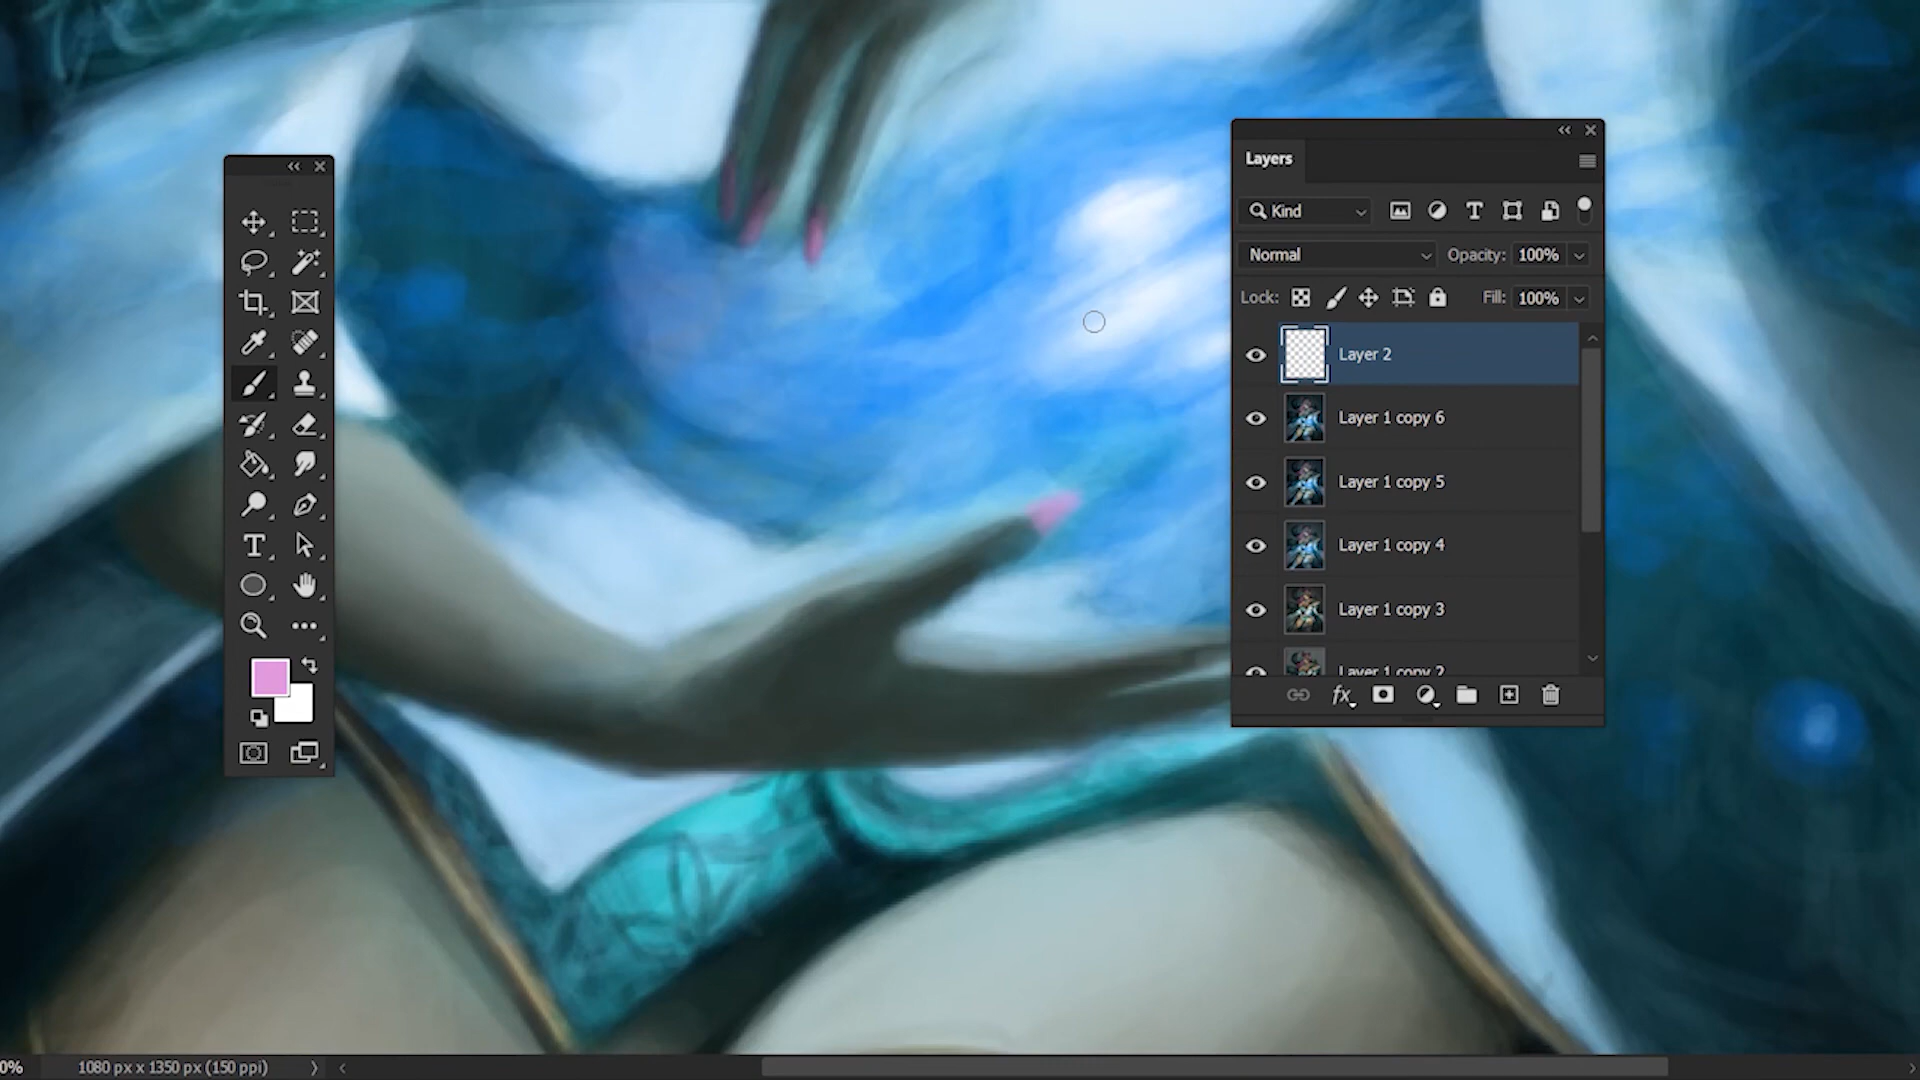 Layers
Kind
Normal
Opacity: 100%
Lock:
Fill: 100%
Layer 2
Layer 1 copy 6
Layer 1 copy 5
Layer 1 copy 4
Layer 1 copy 3
Layer 1 copy 2
fx
0%
1080 px x 1350 px (150 ppi)